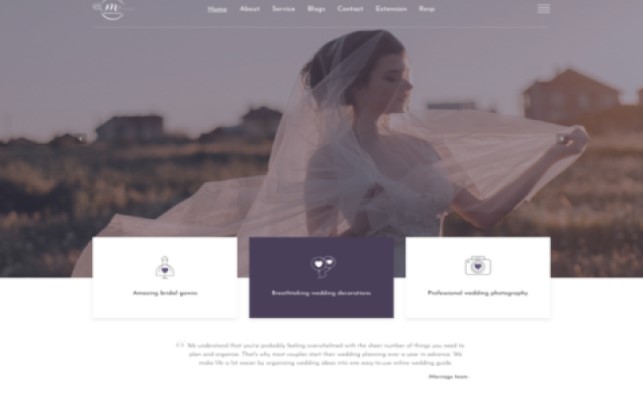 m
Home About Service Blogs Contact Extension Rsvp
Amazing bridal gowns
Breathtaking wedding decorations
Professional wedding photography
We understand that you're probably feeling overwhelmed with the sheer number of things you need to
plan and organise. That's why most couples start their wedding planning over a year in advance. We
make life a lot easier by organising wedding ideas into one easy-to-use online wedding guide.
-Marriage team